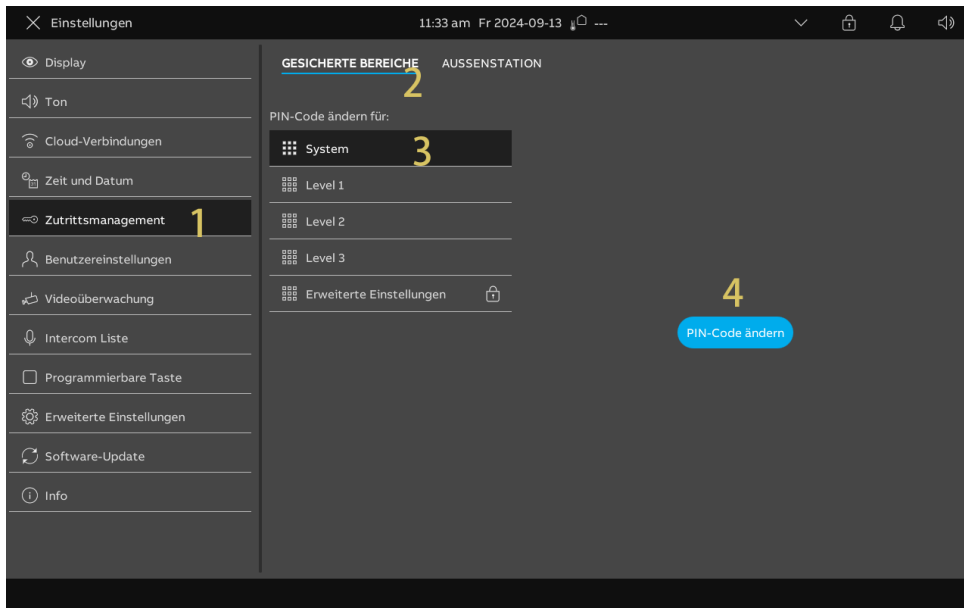 Einstellungen
11:33 am Fr 2024-09-13 ---
Display
Ton
Cloud-Verbindungen
Zeit und Datum
Zutrittsmanagement 1
Benutzereinstellungen
Videoüberwachung
Intercom Liste
Programmierbare Taste
Erweiterte Einstellungen
Software-Update
Info
GESICHERTE BEREICHE AUSSENSTATION
2
PIN-Code ändern für:
System 3
Level 1
Level 2
Level 3
Erweiterte Einstellungen
4
PIN-Code ändern